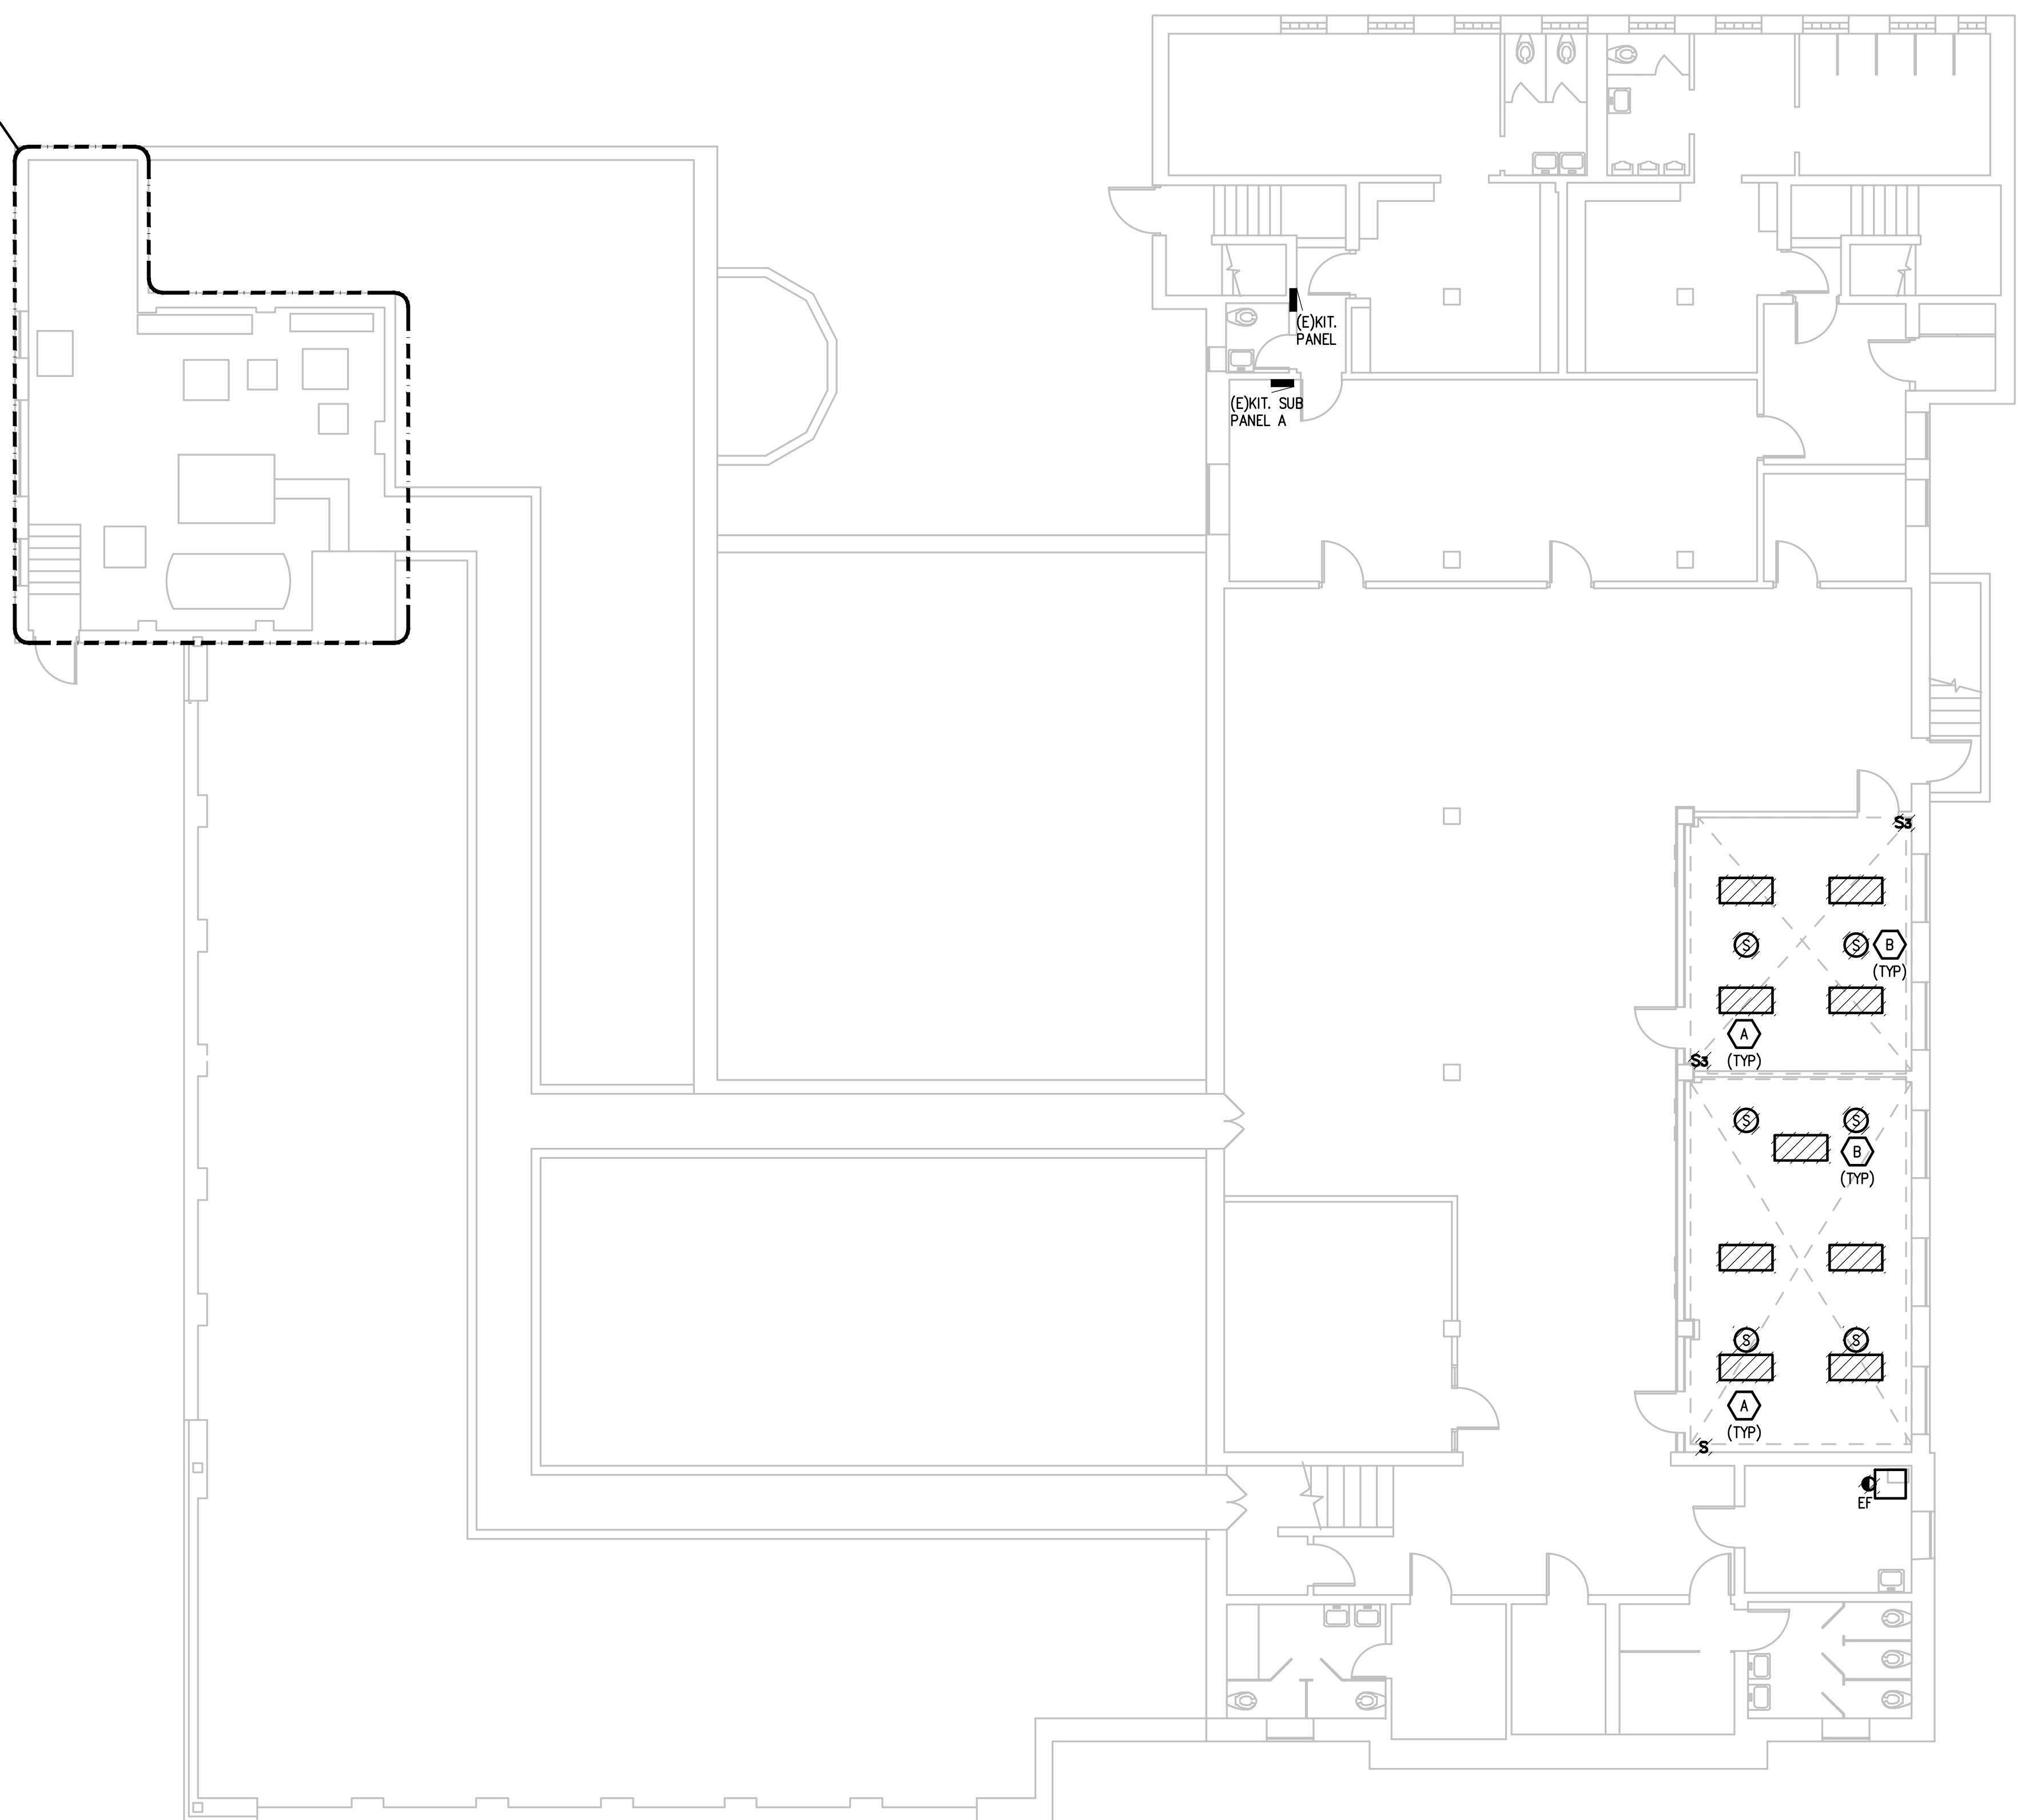 (E)KIT.
PANEL
(E)KIT. SUB
PANEL A
S3
S
S
B
(TYP)
A
S3
(TYP)
S
S
B
(TYP)
S
S
A
(TYP)
S
EF